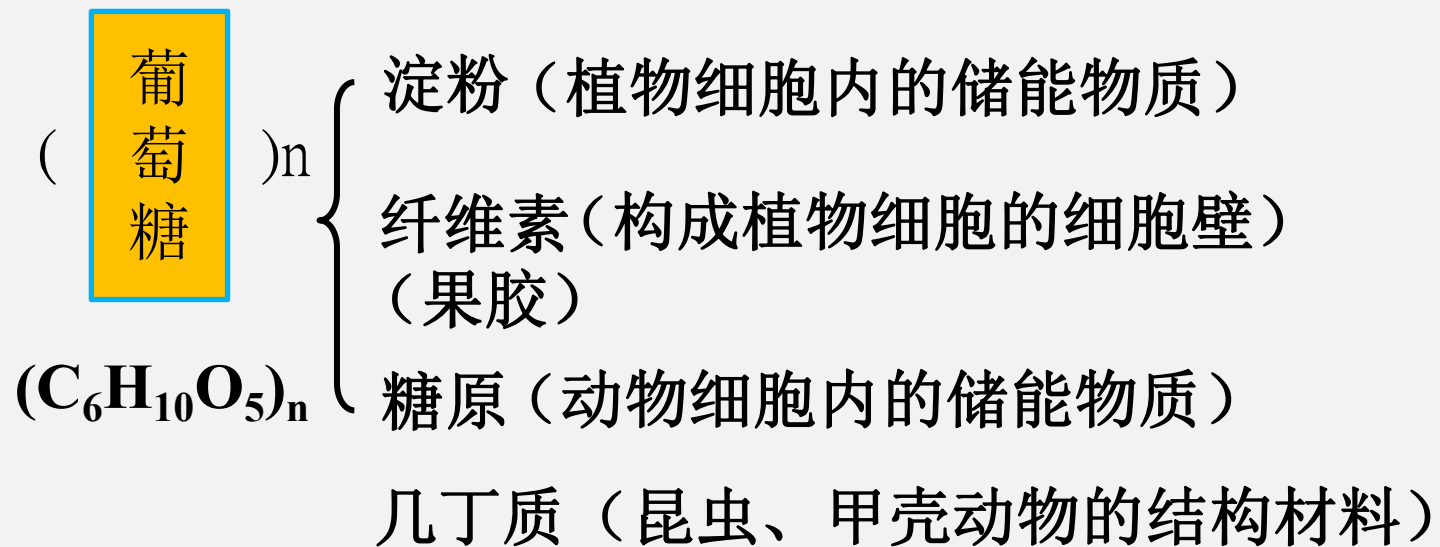 葡
萄
糖
( )n
(C₆H₁₀O₅)ₙ
淀粉（植物细胞内的储能物质）
纤维素（构成植物细胞的细胞壁）
（果胶）
糖原（动物细胞内的储能物质）
几丁质（昆虫、甲壳动物的结构材料）